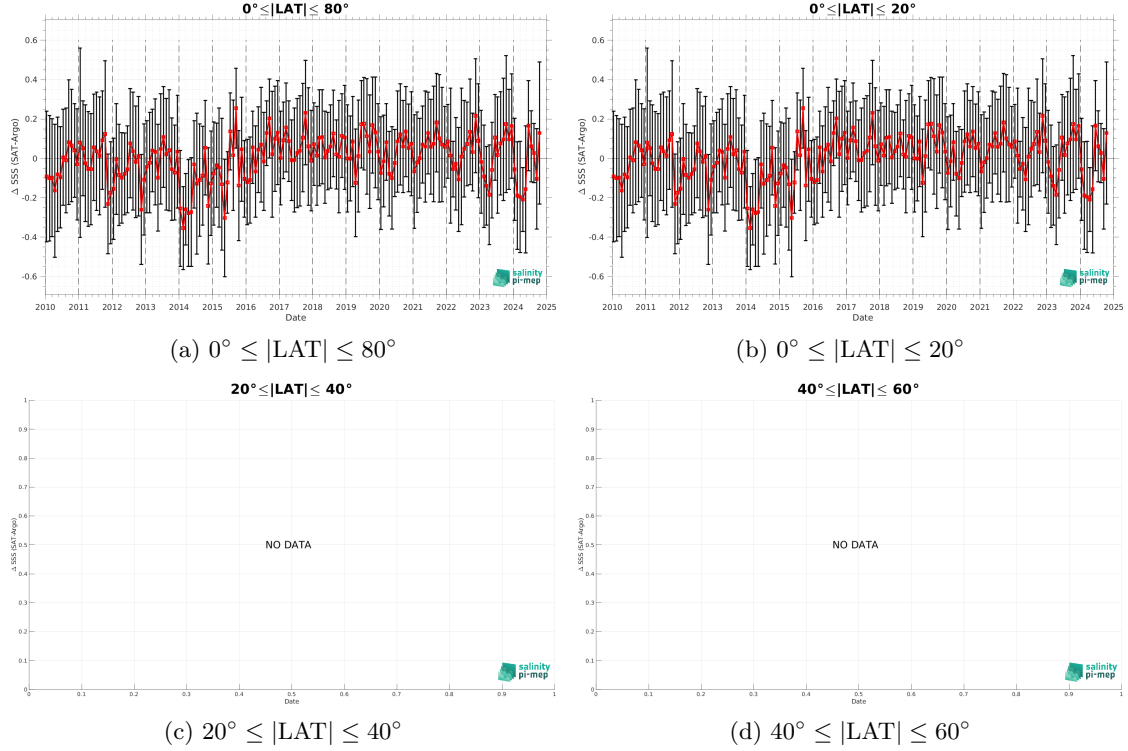 0°≤|LAT|≤ 80°
Δ SSS (SAT-Argo)
0.6
0.4
0.2
0
-0.2
-0.4
-0.6
2010 2011 2012 2013 2014 2015 2016 2017 2018 2019 2020 2021 2022 2023 2024 2025
Date
salinity
pi-mep
(a) 0° ≤ |LAT| ≤ 80°
0°≤|LAT|≤ 20°
Δ SSS (SAT-Argo)
0.6
0.4
0.2
0
-0.2
-0.4
-0.6
2010 2011 2012 2013 2014 2015 2016 2017 2018 2019 2020 2021 2022 2023 2024 2025
Date
salinity
pi-mep
(b) 0° ≤ |LAT| ≤ 20°
20°≤|LAT|≤ 40°
Δ SSS (SAT-Argo)
1
0.9
0.8
0.7
0.6
0.5
0.4
0.3
0.2
0.1
0
NO DATA
0 0.1 0.2 0.3 0.4 0.5 0.6 0.7 0.8 0.9 1
Date
salinity
pi-mep
(c) 20° ≤ |LAT| ≤ 40°
40°≤|LAT|≤ 60°
Δ SSS (SAT-Argo)
1
0.9
0.8
0.7
0.6
0.5
0.4
0.3
0.2
0.1
0
NO DATA
0 0.1 0.2 0.3 0.4 0.5 0.6 0.7 0.8 0.9 1
Date
salinity
pi-mep
(d) 40° ≤ |LAT| ≤ 60°